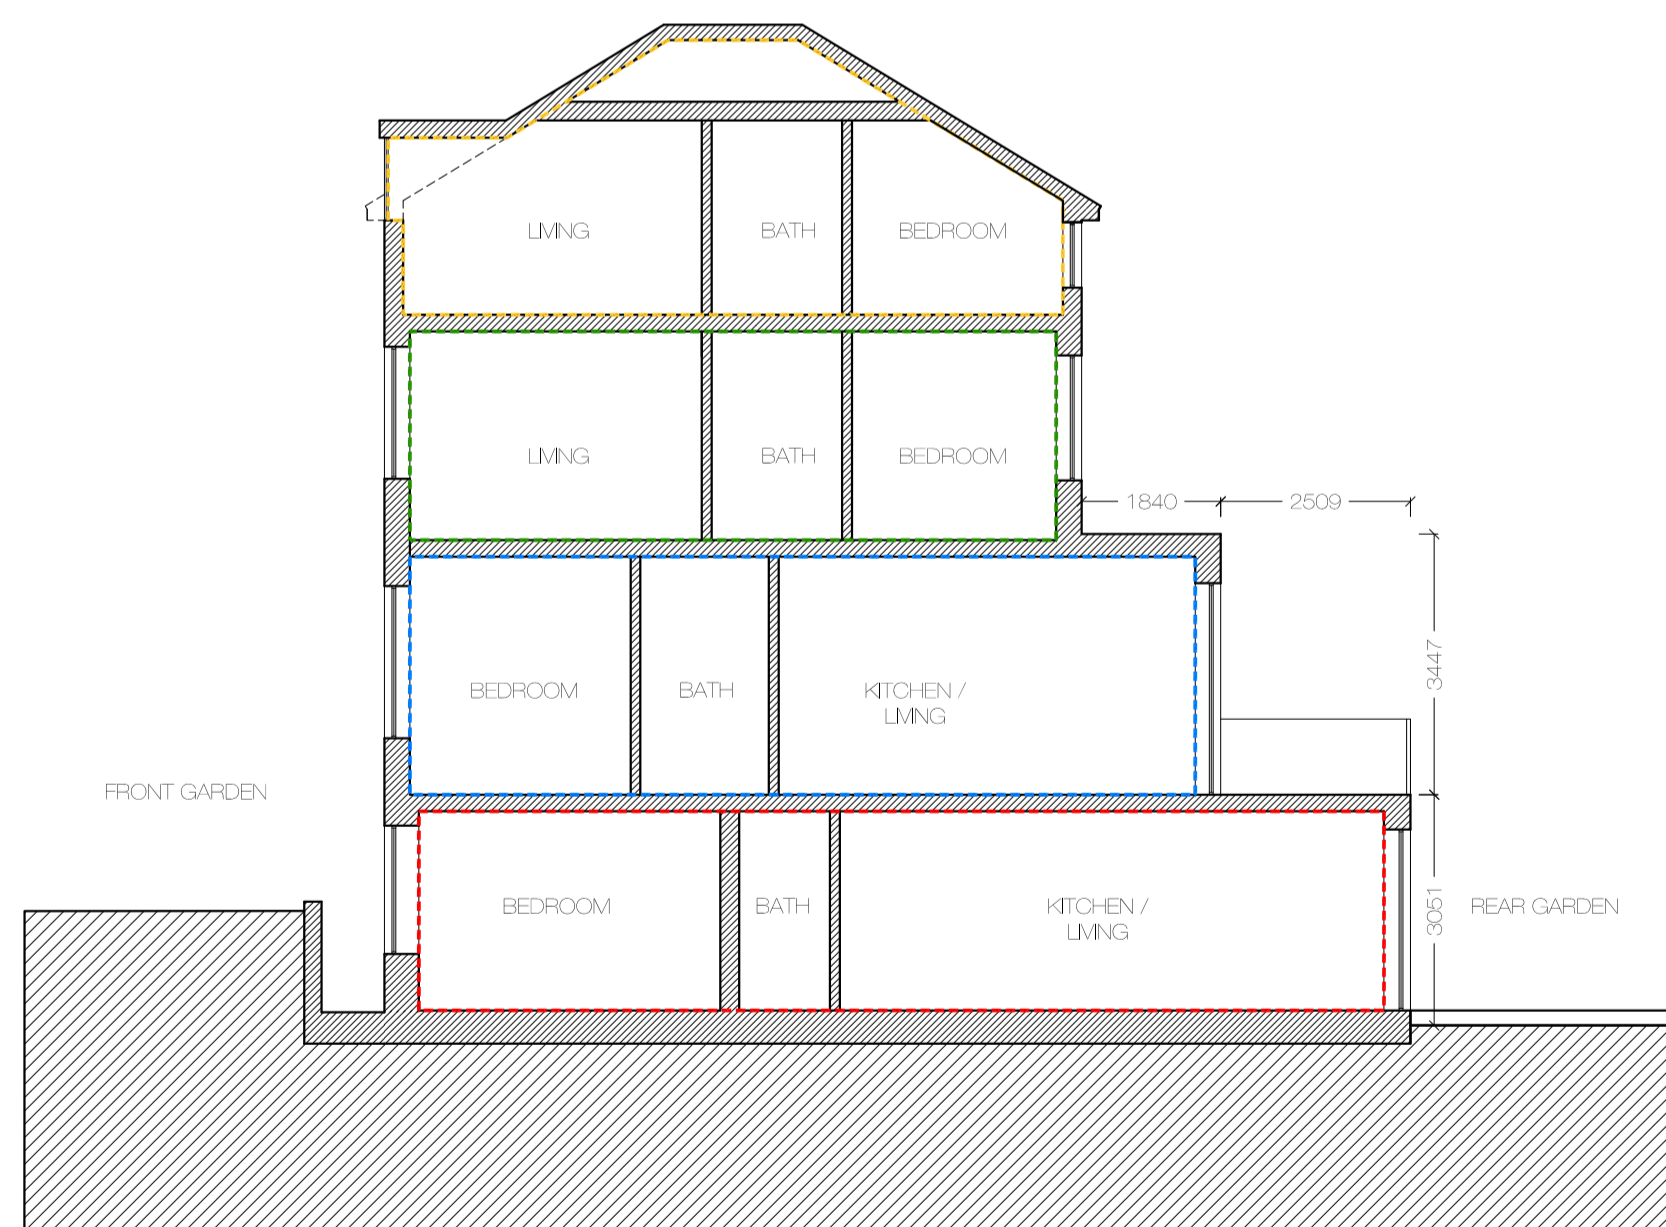 LIVING
BATH
BEDROOM
LIVING
BATH
BEDROOM
1840
2509
3447
BEDROOM
BATH
KITCHEN /
LIVING
FRONT GARDEN
BEDROOM
BATH
KITCHEN /
LIVING
3051
REAR GARDEN